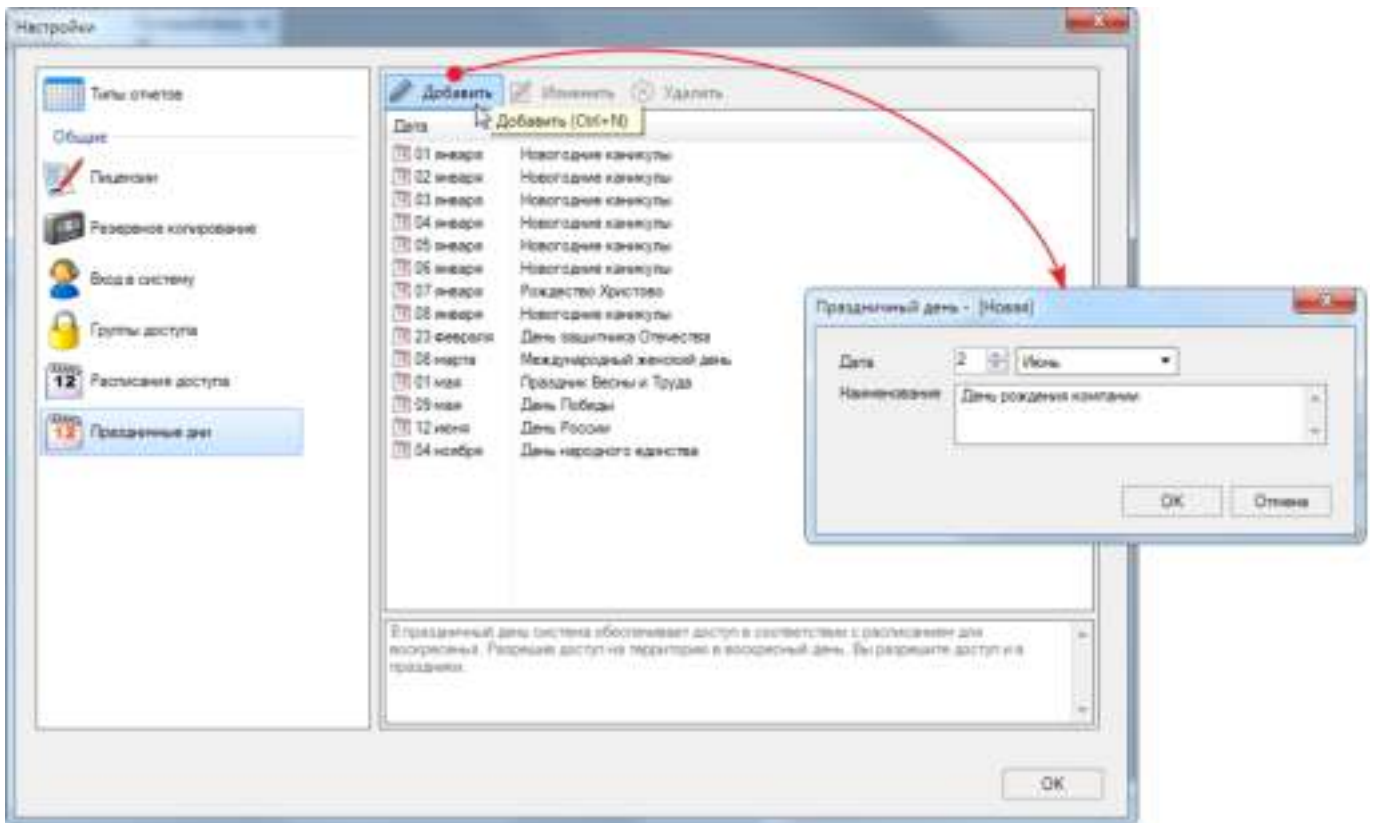 Настройки
Типы отчетов
Общие
Лицензии
Резервное копирование
Вход в систему
Группы доступа
Расписания доступа
Праздничные дни
Добавить Изменить Удалить
Добавить (Ctrl+N)
Дата
01 января Новогодние каникулы
02 января Новогодние каникулы
03 января Новогодние каникулы
04 января Новогодние каникулы
05 января Новогодние каникулы
06 января Новогодние каникулы
07 января Рождество Христово
08 января Новогодние каникулы
23 февраля День защитника Отечества
08 марта Международный женский день
01 мая Праздник Весны и Труда
09 мая День Победы
12 июня День России
04 ноября День народного единства
В праздничный день система обеспечивает доступ в соответствии с расписанием для
воскресенья. Разрешив доступ на территорию в воскресный день, Вы разрешите доступ и в
праздники.
OK
Праздничный день - [Новая]
Дата 2 Июнь
Наименование День рождения компании
OK Отмена